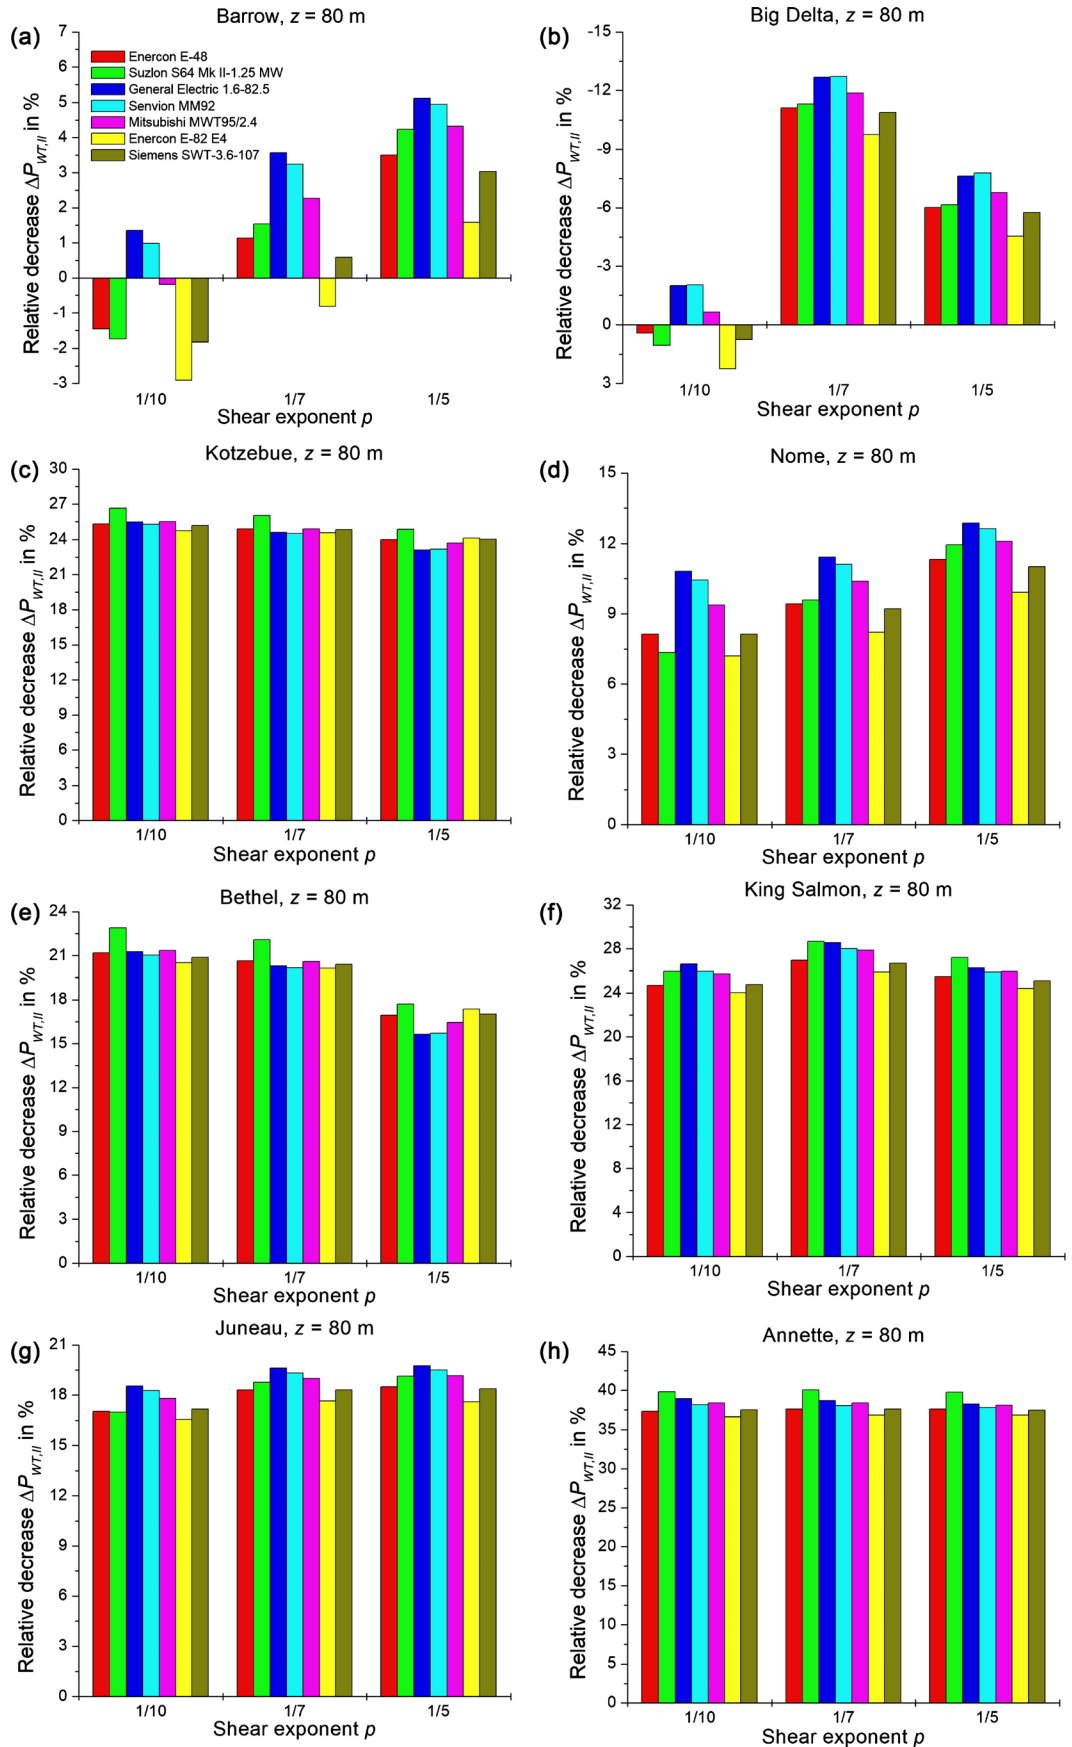 (a)
Barrow, z = 80 m
Relative decrease ΔP_WT,II in %
7
6
5
4
3
2
1
0
-1
-2
-3
Enercon E-48
Suzlon S64 Mk II-1.25 MW
General Electric 1.6-82.5
Senvion MM92
Mitsubishi MWT95/2.4
Enercon E-82 E4
Siemens SWT-3.6-107
1/10 1/7 1/5
Shear exponent p
(b)
Big Delta, z = 80 m
Relative decrease ΔP_WT,II in %
-15
-12
-9
-6
-3
0
3
1/10 1/7 1/5
Shear exponent p
(c)
Kotzebue, z = 80 m
Relative decrease ΔP_WT,II in %
30
27
24
21
18
15
12
9
6
3
0
1/10 1/7 1/5
Shear exponent p
(d)
Nome, z = 80 m
Relative decrease ΔP_WT,II in %
15
12
9
6
3
0
1/10 1/7 1/5
Shear exponent p
(e)
Bethel, z = 80 m
Relative decrease ΔP_WT,II in %
24
21
18
15
12
9
6
3
0
1/10 1/7 1/5
Shear exponent p
(f)
King Salmon, z = 80 m
Relative decrease ΔP_WT,II in %
32
28
24
20
16
12
8
4
0
1/10 1/7 1/5
Shear exponent p
(g)
Juneau, z = 80 m
Relative decrease ΔP_WT,II in %
21
18
15
12
9
6
3
0
1/10 1/7 1/5
Shear exponent p
(h)
Annette, z = 80 m
Relative decrease ΔP_WT,II in %
45
40
35
30
25
20
15
10
5
0
1/10 1/7 1/5
Shear exponent p